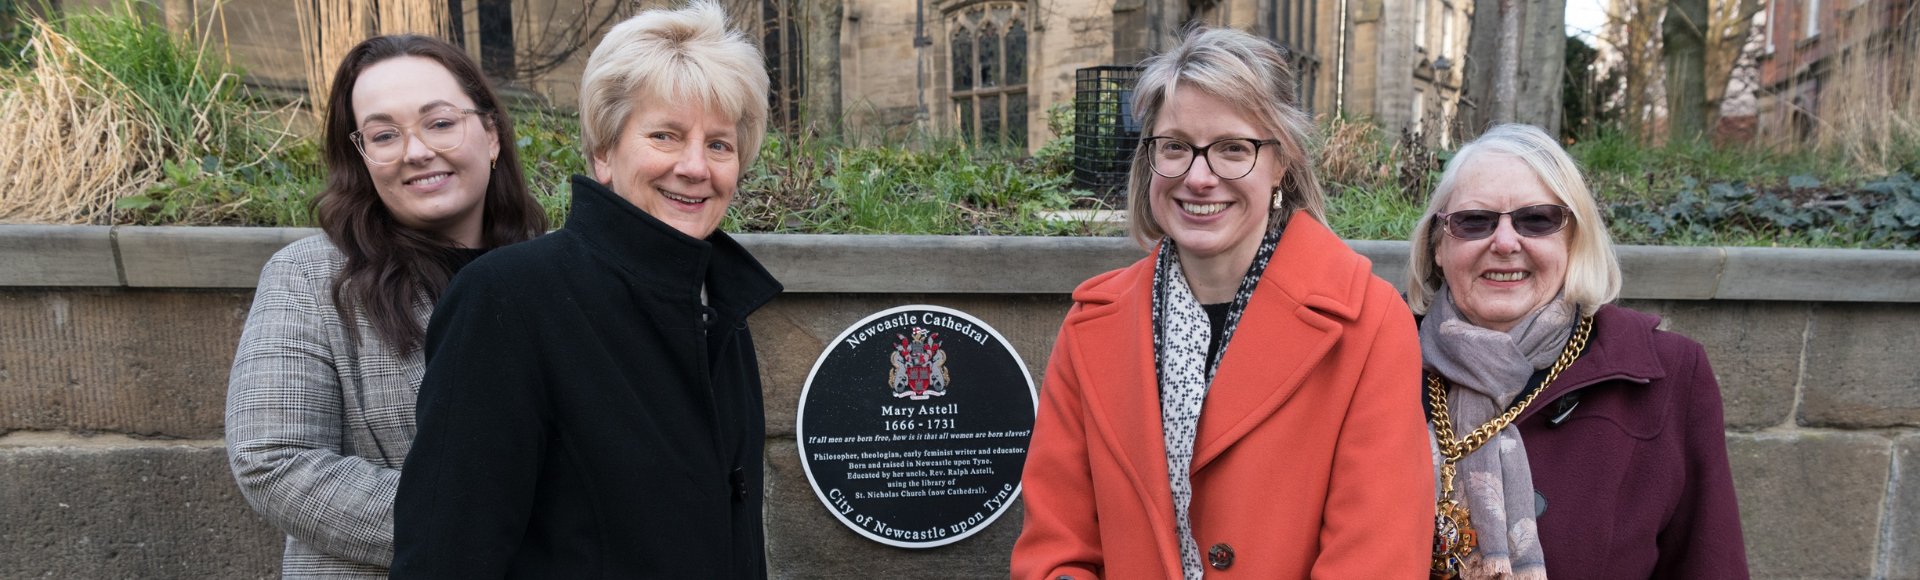 Newcastle Cathedral
Mary Astell
1666 - 1731
If all men are born free, how is it that all women are born slaves?
Philosopher, theologian, early feminist writer and educator.
Born and raised in Newcastle upon Tyne.
Educated by her uncle, Rev. Ralph Astell,
using the library of
St. Nicholas Church (now Cathedral).
City of Newcastle upon Tyne